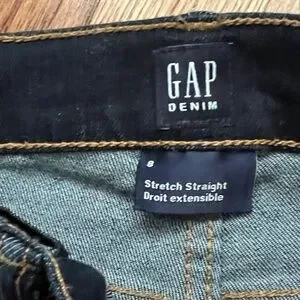 GAP
DENIM
8
Stretch Straight
Droit extensible